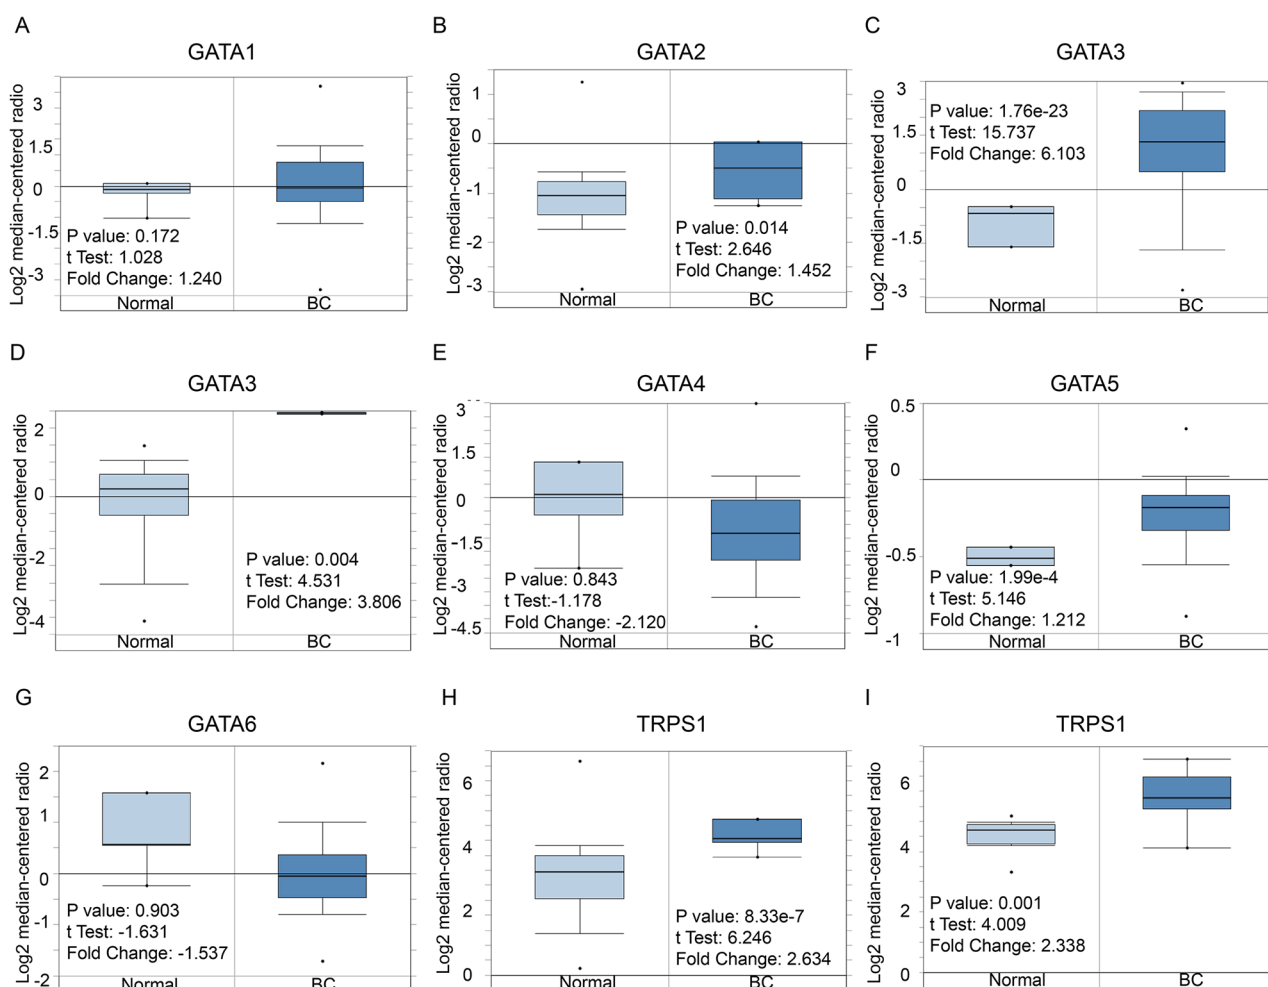 A
GATA1
Log2 median-centered radio
3
1.5
0
-1.5
-3
P value: 0.172
t Test: 1.028
Fold Change: 1.240
Normal
BC
B
GATA2
Log2 median-centered radio
1
0
-1
-2
-3
P value: 0.014
t Test: 2.646
Fold Change: 1.452
Normal
BC
C
GATA3
Log2 median-centered radio
3
1.5
0
-1.5
-3
P value: 1.76e-23
t Test: 15.737
Fold Change: 6.103
Normal
BC
D
GATA3
Log2 median-centered radio
2
0
-2
-4
P value: 0.004
t Test: 4.531
Fold Change: 3.806
Normal
BC
E
GATA4
Log2 median-centered radio
3
1.5
0
-1.5
-3
-4.5
P value: 0.843
t Test:-1.178
Fold Change: -2.120
Normal
BC
F
GATA5
Log2 median-centered radio
0.5
0
-0.5
-1
P value: 1.99e-4
t Test: 5.146
Fold Change: 1.212
Normal
BC
G
GATA6
Log2 median-centered radio
2
1
0
-1
-2
P value: 0.903
t Test: -1.631
Fold Change: -1.537
Normal
BC
H
TRPS1
Log2 median-centered radio
6
4
2
0
P value: 8.33e-7
t Test: 6.246
Fold Change: 2.634
Normal
BC
I
TRPS1
Log2 median-centered radio
6
4
2
0
P value: 0.001
t Test: 4.009
Fold Change: 2.338
Normal
BC